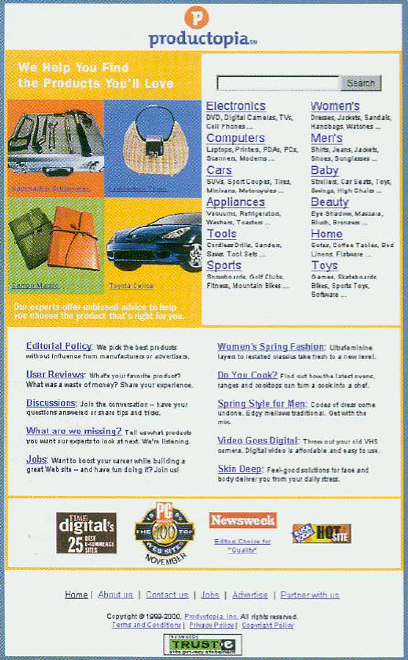 P
productopia SM
We Help You Find
the Products You'll Love
Search
Electronics
DVD, Digital Cameras, TVs,
Cell Phones ...
Computers
Laptops, Printers, PDAs, PCs,
Scanners, Modems ...
Cars
SUVs, Sport Coupes, Tires,
Minivans, Motorcycles ...
Appliances
Vacuums, Refrigerators,
Washers, Toasters ...
Tools
Cordless Drills, Sanders,
Saws, Tool Sets ...
Sports
Snowboards, Golf Clubs,
Fitness, Mountain Bikes ...
Women's
Dresses, Jackets, Sandals,
Handbags, Watches ...
Men's
Shirts, Jeans, Jackets,
Shoes, Sunglasses ...
Baby
Strollers, Car Seats, Toys,
Swings, High Chairs ...
Beauty
Eye Shadow, Mascara,
Blush, Bronzers ...
Home
Sofas, Coffee Tables, Bed
Linens, Flatware ...
Toys
Games, Skateboards,
Bikes, Sports Toys,
Software ...
Toyota Celica
Our experts offer unbiased advice to help
you choose the product that's right for you.
Editorial Policy: We pick the best products
without influence from manufacturers or advertisers.
User Reviews: What's your favorite product?
What was a waste of money? Share your experience.
Discussions: Join the conversation -- have your
questions answered or share tips and tricks.
What are we missing? Tell us what products
you want our experts to look at next. We're listening.
Jobs: Want to boost your career while building a
great Web site -- and have fun doing it? Join us!
Women's Spring Fashion: Ultrafeminine
layers to restated classics take fresh to a new level.
Do You Cook? Find out how the latest ovens,
ranges and cooktops can turn a cook into a chef.
Spring Style for Men: Codes of dress come
undone. Edgy mellows traditional. Get with the
mix.
Video Goes Digital: Throw out your old VHS
camera. Digital video is affordable and easy to use.
Skin Deep: Feel-good solutions for face and
body deliver you from your daily stress.
TIME
digital's
25 BEST
E-COMMERCE
SITES
PC
THE TOP
100
WEB SITES
NOVEMBER
Newsweek
Editors Choice for
"Quality"
HOT
SITE
Home | About us | Contact us | Jobs | Advertise | Partner with us
Copyright © 1999-2000, Productopia, Inc. All rights reserved.
Terms and Conditions | Privacy Policy | Copyright Policy
TRUSTe
site privacy statement